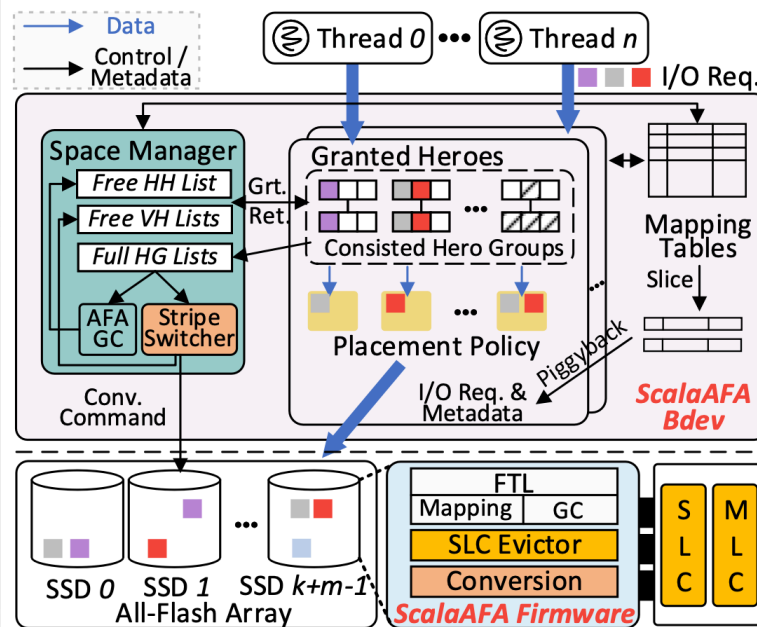 Data
Control /
Metadata
Thread 0
Thread n
I/O Req.
Space Manager
Free HH List
Free VH Lists
Full HG Lists
AFA
GC
Stripe
Switcher
Grt.
Ret.
Granted Heroes
Consisted Hero Groups
Placement Policy
I/O Req. &
Metadata
Mapping
Tables
Slice
Piggyback
ScalaAFA
Bdev
Conv.
Command
SSD 0
SSD 1
SSD k+m-1
All-Flash Array
FTL
Mapping
GC
SLC Evictor
Conversion
ScalaAFA Firmware
SLC
MLC